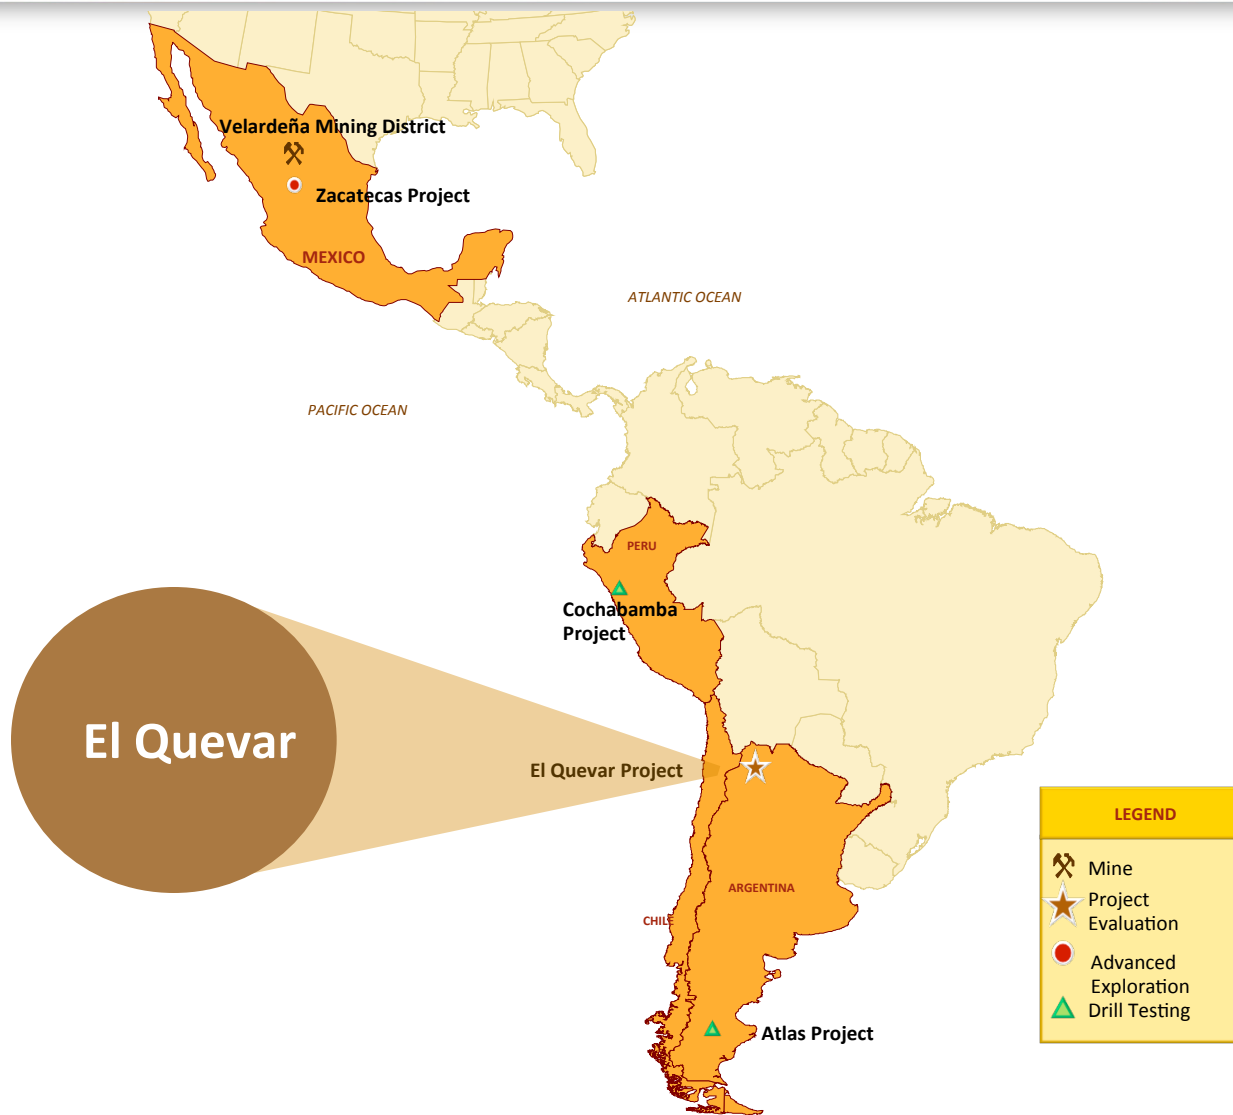 Velardeña Mining District
Zacatecas Project
MEXICO
ATLANTIC OCEAN
PACIFIC OCEAN
PERU
Cochabamba
Project
El Quevar
El Quevar Project
ARGENTINA
CHILE
Atlas Project
LEGEND
Mine
Project
Evaluation
Advanced
Exploration
Drill Testing